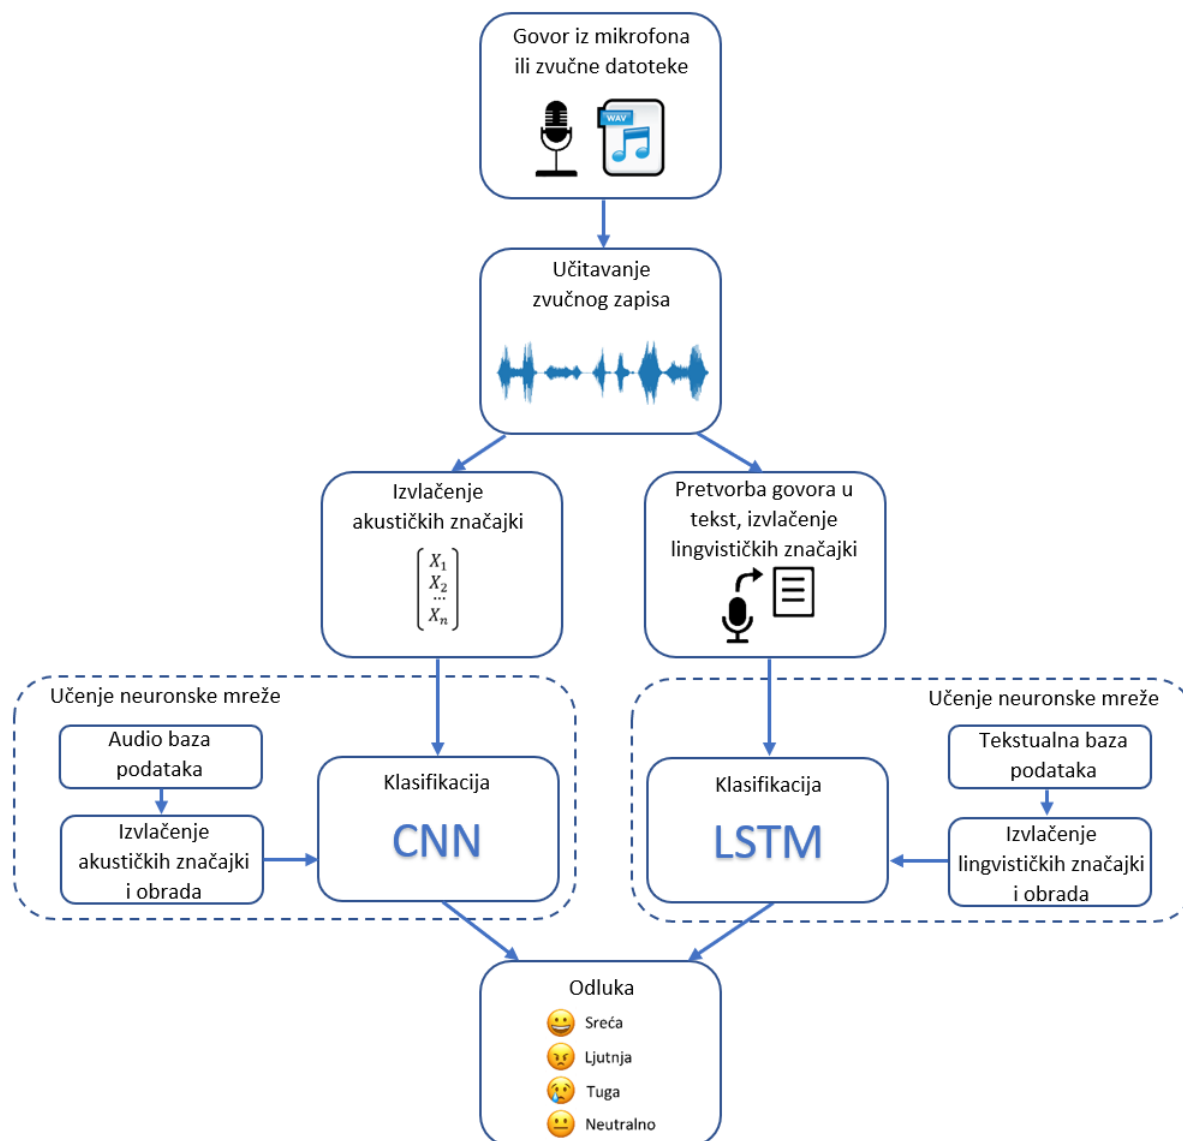 Govor iz mikrofona
ili zvučne datoteke
WAV
Učitavanje
zvučnog zapisa
Izvlačenje
akustičkih značajki
X₁
X₂
...
Xₙ
Pretvorba govora u
tekst, izvlačenje
lingvističkih značajki
Učenje neuronske mreže
Audio baza
podataka
Izvlačenje
akustičkih značajki
i obrada
Klasifikacija
CNN
Učenje neuronske mreže
Tekstualna baza
podataka
Izvlačenje
lingvističkih značajki
i obrada
Klasifikacija
LSTM
Odluka
Sreća
Ljutnja
Tuga
Neutralno